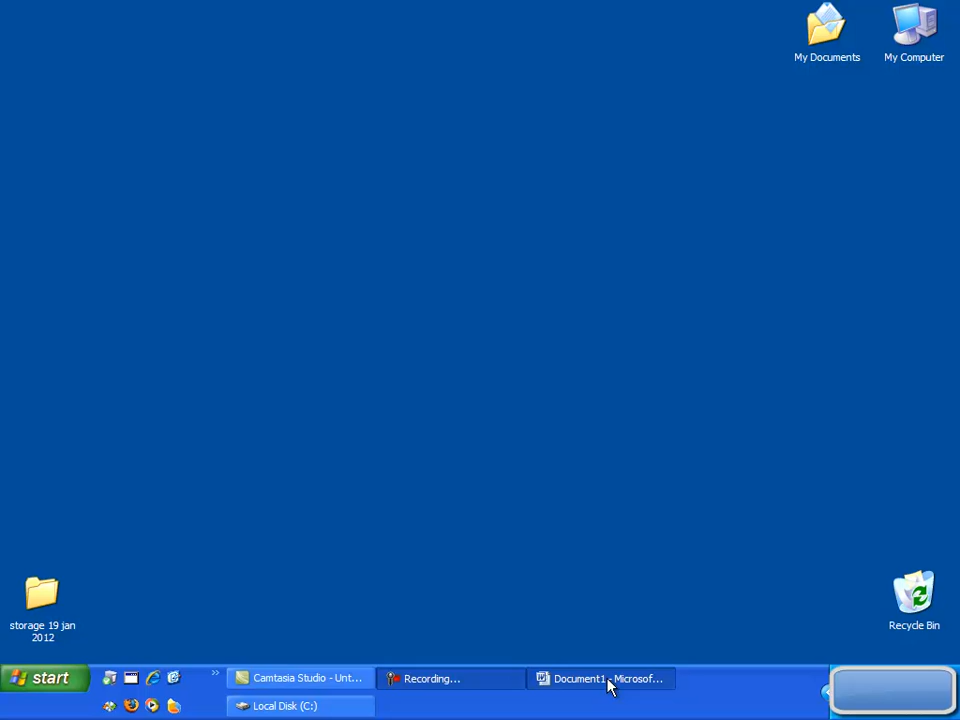 My Documents
My Computer
storage 19 jan
2012
Recycle Bin
start
Camtasia Studio - Unt...
Recording...
Document1 - Microsof...
Local Disk (C:)